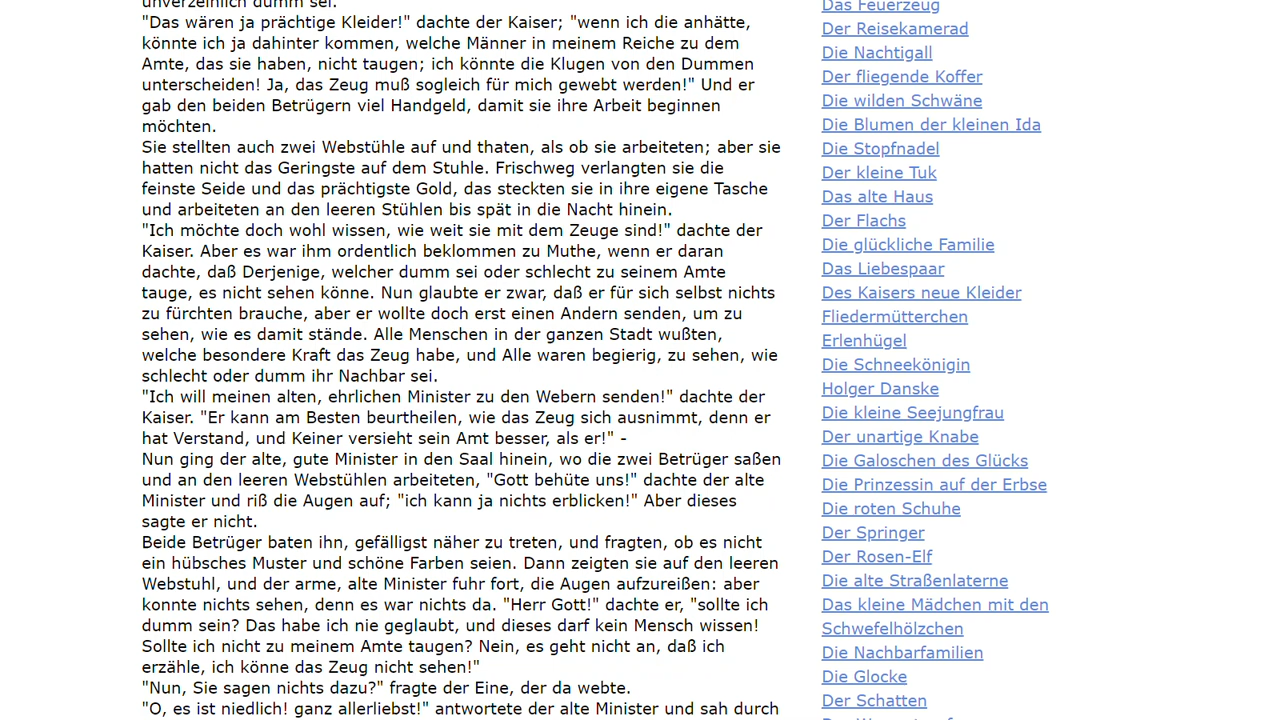 unverzeihlich dumm sei.
"Das wären ja prächtige Kleider!" dachte der Kaiser; "wenn ich die anhätte,
könnte ich ja dahinter kommen, welche Männer in meinem Reiche zu dem
Amte, das sie haben, nicht taugen; ich könnte die Klugen von den Dummen
unterscheiden! Ja, das Zeug muß sogleich für mich gewebt werden!" Und er
gab den beiden Betrügern viel Handgeld, damit sie ihre Arbeit beginnen
möchten.
Sie stellten auch zwei Webstühle auf und thaten, als ob sie arbeiteten; aber sie
hatten nicht das Geringste auf dem Stuhle. Frischweg verlangten sie die
feinste Seide und das prächtigste Gold, das steckten sie in ihre eigene Tasche
und arbeiteten an den leeren Stühlen bis spät in die Nacht hinein.
"Ich möchte doch wohl wissen, wie weit sie mit dem Zeuge sind!" dachte der
Kaiser. Aber es war ihm ordentlich beklommen zu Muthe, wenn er daran
dachte, daß Derjenige, welcher dumm sei oder schlecht zu seinem Amte
tauge, es nicht sehen könne. Nun glaubte er zwar, daß er für sich selbst nichts
zu fürchten brauche, aber er wollte doch erst einen Andern senden, um zu
sehen, wie es damit stände. Alle Menschen in der ganzen Stadt wußten,
welche besondere Kraft das Zeug habe, und Alle waren begierig, zu sehen, wie
schlecht oder dumm ihr Nachbar sei.
"Ich will meinen alten, ehrlichen Minister zu den Webern senden!" dachte der
Kaiser. "Er kann am Besten beurtheilen, wie das Zeug sich ausnimmt, denn er
hat Verstand, und Keiner versieht sein Amt besser, als er!" -
Nun ging der alte, gute Minister in den Saal hinein, wo die zwei Betrüger saßen
und an den leeren Webstühlen arbeiteten, "Gott behüte uns!" dachte der alte
Minister und riß die Augen auf; "ich kann ja nichts erblicken!" Aber dieses
sagte er nicht.
Beide Betrüger baten ihn, gefälligst näher zu treten, und fragten, ob es nicht
ein hübsches Muster und schöne Farben seien. Dann zeigten sie auf den leeren
Webstuhl, und der arme, alte Minister fuhr fort, die Augen aufzureißen: aber
konnte nichts sehen, denn es war nichts da. "Herr Gott!" dachte er, "sollte ich
dumm sein? Das habe ich nie geglaubt, und dieses darf kein Mensch wissen!
Sollte ich nicht zu meinem Amte taugen? Nein, es geht nicht an, daß ich
erzähle, ich könne das Zeug nicht sehen!"
"Nun, Sie sagen nichts dazu?" fragte der Eine, der da webte.
"O, es ist niedlich! ganz allerliebst!" antwortete der alte Minister und sah durch
Das Feuerzeug
Der Reisekamerad
Die Nachtigall
Der fliegende Koffer
Die wilden Schwäne
Die Blumen der kleinen Ida
Die Stopfnadel
Der kleine Tuk
Das alte Haus
Der Flachs
Die glückliche Familie
Das Liebespaar
Des Kaisers neue Kleider
Fliedermütterchen
Erlenhügel
Die Schneekönigin
Holger Danske
Die kleine Seejungfrau
Der unartige Knabe
Die Galoschen des Glücks
Die Prinzessin auf der Erbse
Die roten Schuhe
Der Springer
Der Rosen-Elf
Die alte Straßenlaterne
Das kleine Mädchen mit den
Schwefelhölzchen
Die Nachbarfamilien
Die Glocke
Der Schatten